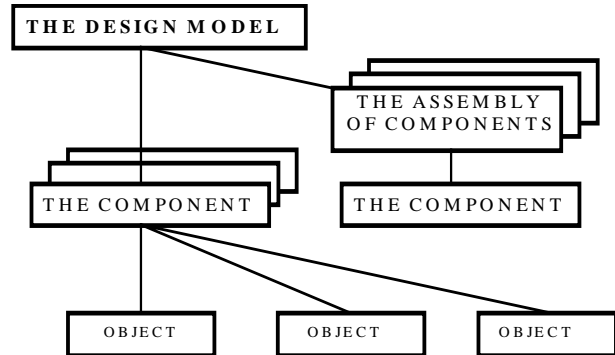 THE DESIGN MODEL
THE ASSEMBLY
OF COMPONENTS
THE COMPONENT
THE COMPONENT
OBJECT
OBJECT
OBJECT